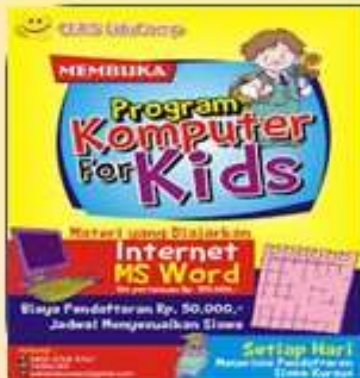 MEMBUKA
Program
Komputer
For Kids
Materi yang Diajarkan
Internet
MS Word
Biaya Pendaftaran Rp. 50.000,-
Jadwal Menyesuaikan Siswa
Setiap Hari
Menerima Pendaftaran
Siswa Kursus